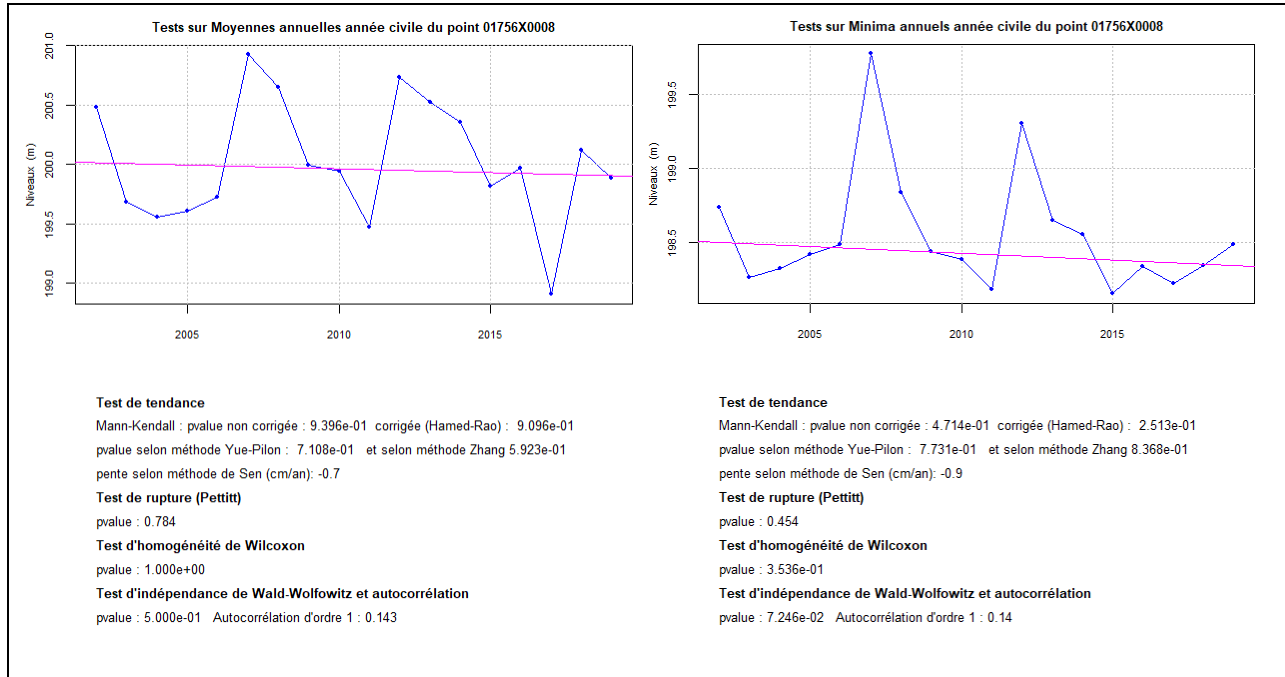 Tests sur Moyennes annuelles année civile du point 01756X0008
201.0
200.5
200.0
199.5
199.0
Niveaux (m)
2005
2010
2015
Test de tendance
Mann-Kendall : pvalue non corrigée : 9.396e-01 corrigée (Hamed-Rao) : 9.096e-01
pvalue selon méthode Yue-Pilon : 7.108e-01 et selon méthode Zhang 5.923e-01
pente selon méthode de Sen (cm/an): -0.7
Test de rupture (Pettitt)
pvalue : 0.784
Test d'homogénéité de Wilcoxon
pvalue : 1.000e+00
Test d'indépendance de Wald-Wolfowitz et autocorrélation
pvalue : 5.000e-01 Autocorrélation d'ordre 1 : 0.143
Tests sur Minima annuels année civile du point 01756X0008
199.5
199.0
98.5
Niveaux (m)
2005
2010
2015
Test de tendance
Mann-Kendall : pvalue non corrigée : 4.714e-01 corrigée (Hamed-Rao) : 2.513e-01
pvalue selon méthode Yue-Pilon : 7.731e-01 et selon méthode Zhang 8.368e-01
pente selon méthode de Sen (cm/an): -0.9
Test de rupture (Pettitt)
pvalue : 0.454
Test d'homogénéité de Wilcoxon
pvalue : 3.536e-01
Test d'indépendance de Wald-Wolfowitz et autocorrélation
pvalue : 7.246e-02 Autocorrélation d'ordre 1 : 0.14